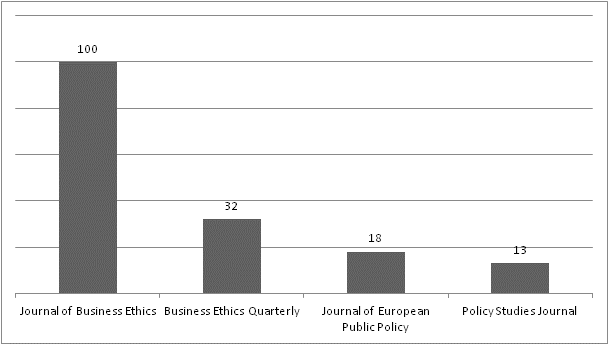 100
32
18
13
Journal of Business Ethics
Business Ethics Quarterly
Journal of European
Public Policy
Policy Studies Journal